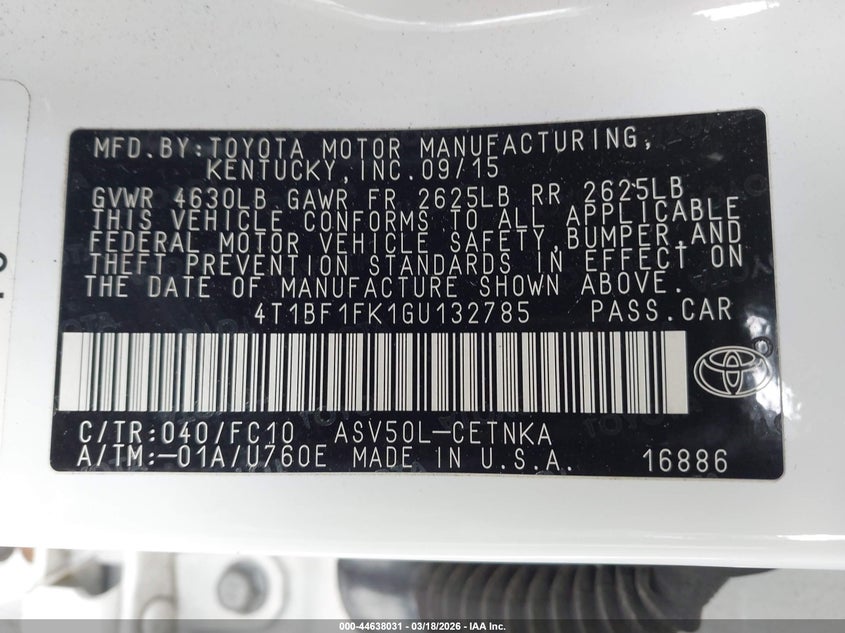 MFD.BY:TOYOTA MOTOR MANUFACTURING,
KENTUCKY,INC.09/15
GVWR 4630LB GAWR FR 2625LB RR 2625LB
THIS VEHICLE CONFORMS TO ALL APPLICABLE
FEDERAL MOTOR VEHICLE SAFETY,BUMPER,AND
THEFT PREVENTION STANDARDS IN EFFECT ON
THE DATE OF MANUFACTURE SHOWN ABOVE.
4T1BF1FK1GU132785 PASS.CAR
C/TR:040/FC10 ASV50L-CETNKA
A/TM:-01A/U760E MADE IN U.S.A. 16886
000-44638031 - 03/18/2026 - IAA Inc.